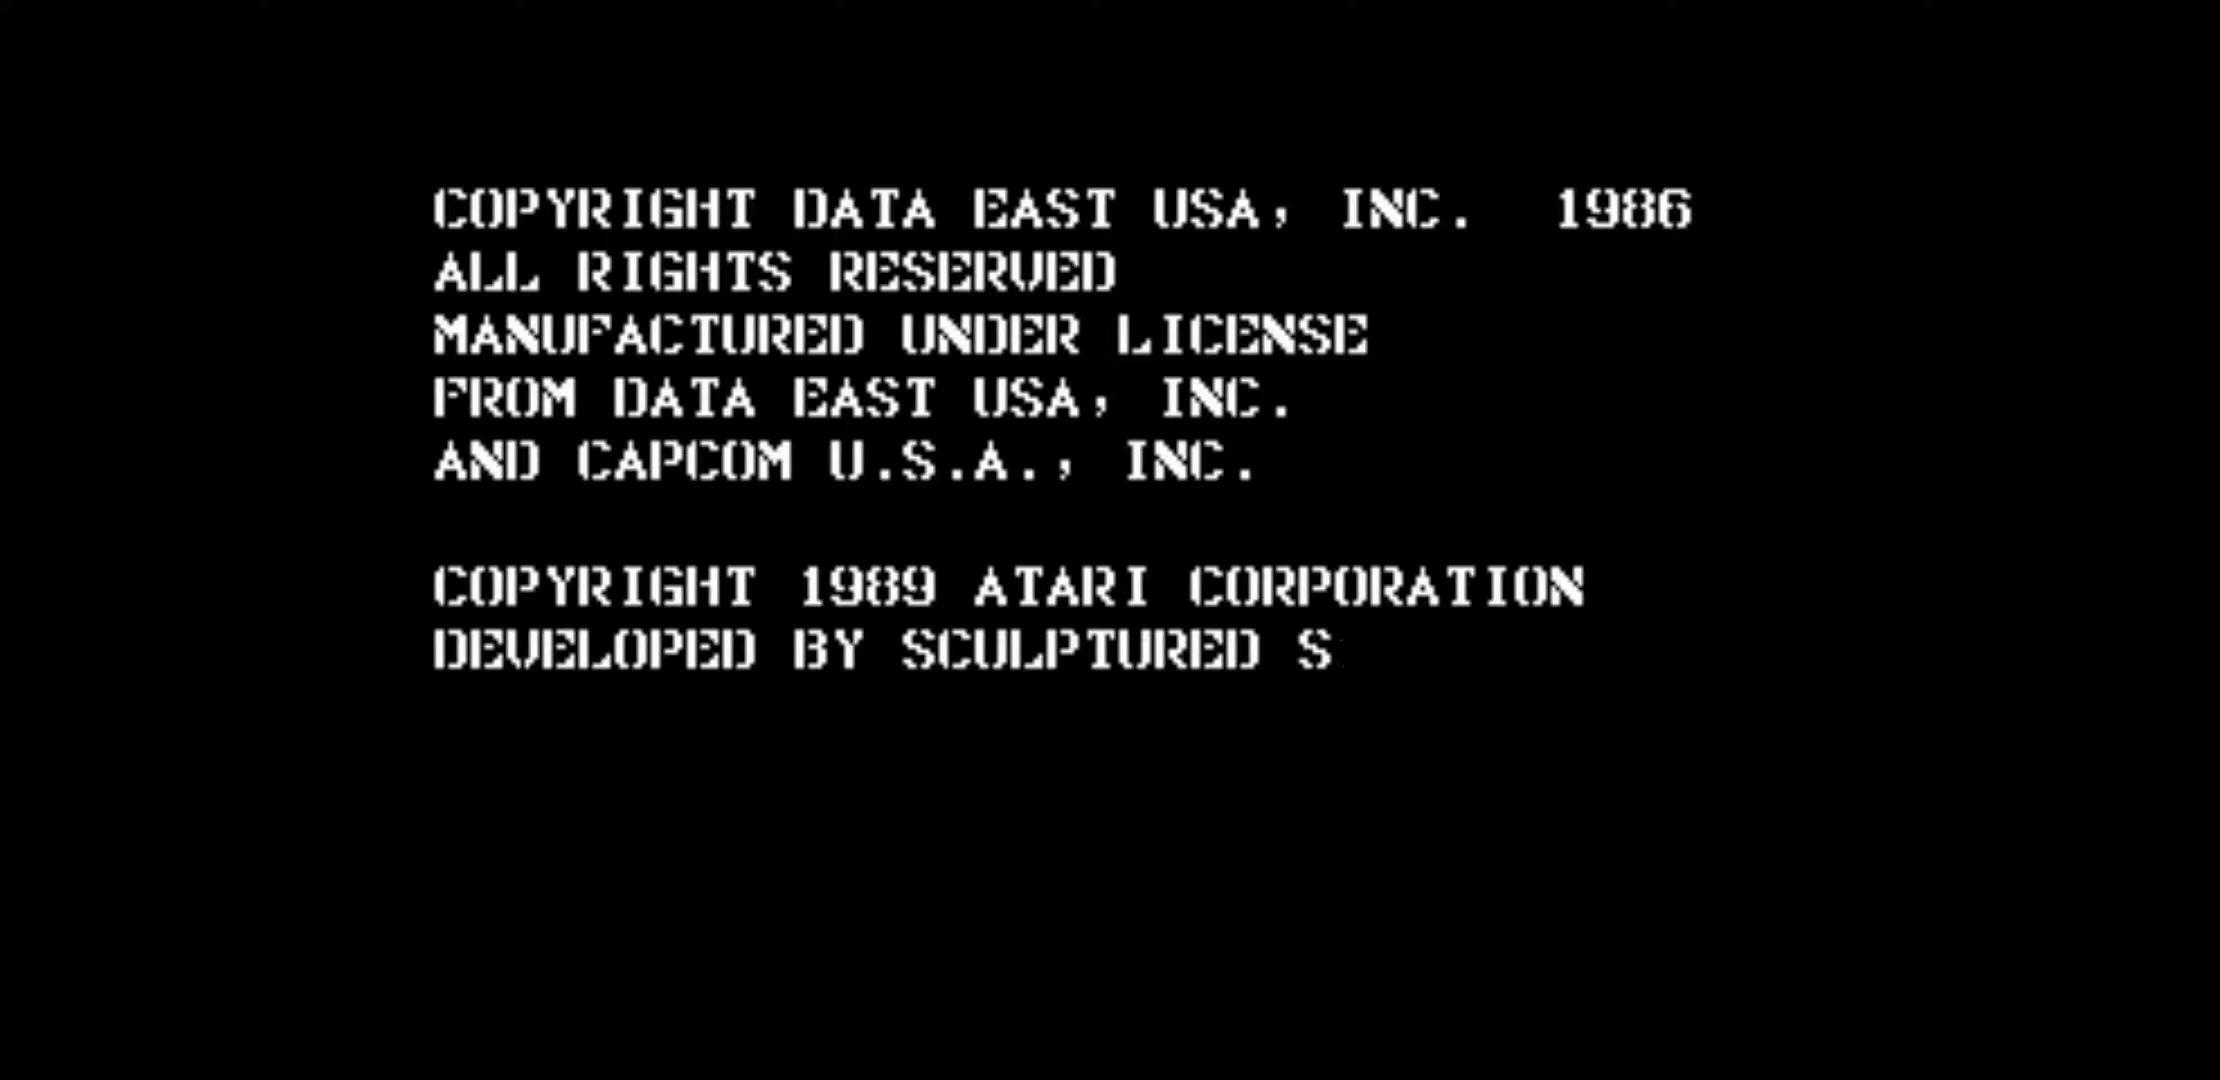 COPYRIGHT DATA EAST USA, INC.  1986
ALL RIGHTS RESERVED
MANUFACTURED UNDER LICENSE
FROM DATA EAST USA, INC.
AND CAPCOM U.S.A., INC.
COPYRIGHT 1989 ATARI CORPORATION
DEVELOPED BY SCULPTURED S